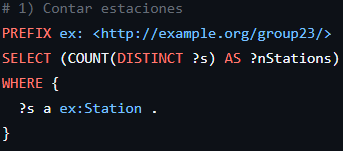 # 1) Contar estaciones
PREFIX ex: <http://example.org/group23/>
SELECT (COUNT(DISTINCT ?s) AS ?nStations)
WHERE {
  ?s a ex:Station .
}